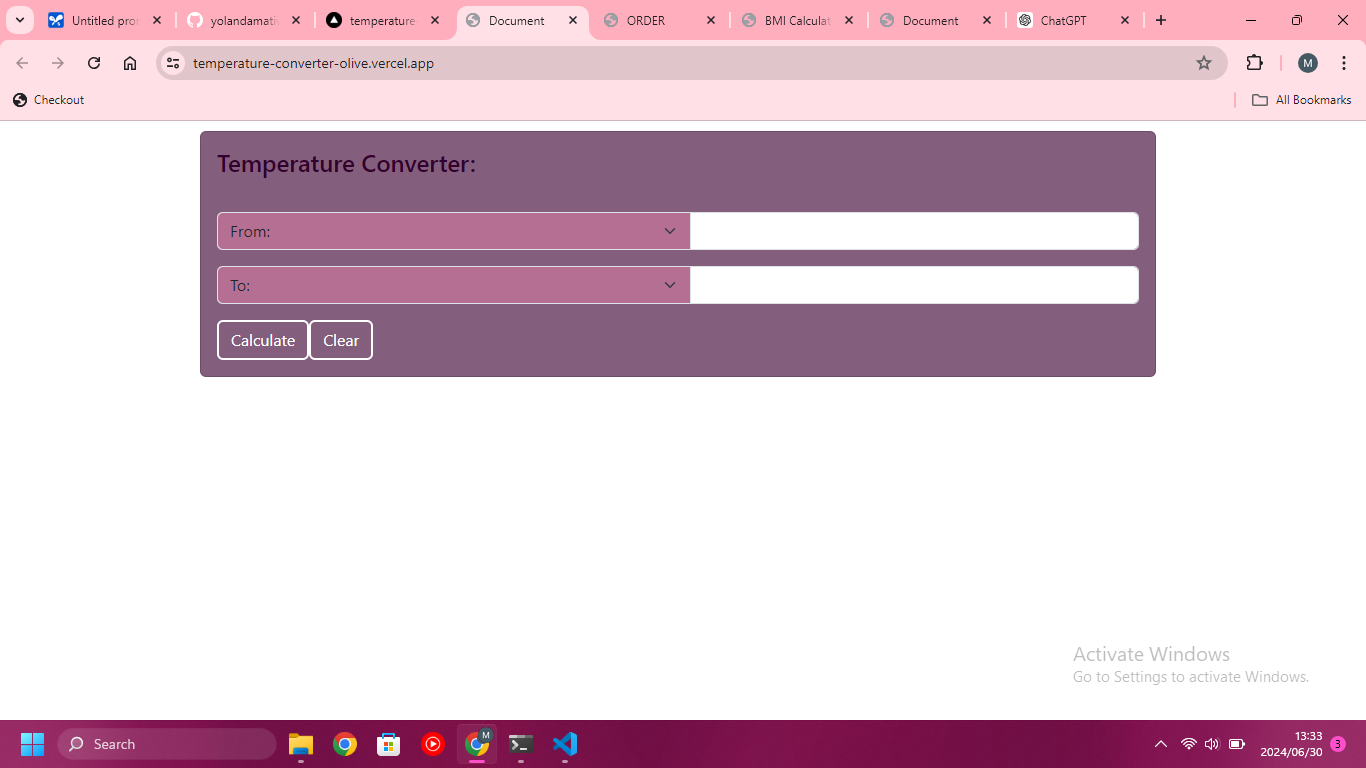 Untitled pro
yolandamati
temperature
Document
ORDER
BMI Calculat
Document
ChatGPT
temperature-converter-olive.vercel.app
M
Checkout
All Bookmarks
Temperature Converter:
From:
To:
Calculate
Clear
Activate Windows
Go to Settings to activate Windows.
Search
M
13:33
2024/06/30
3